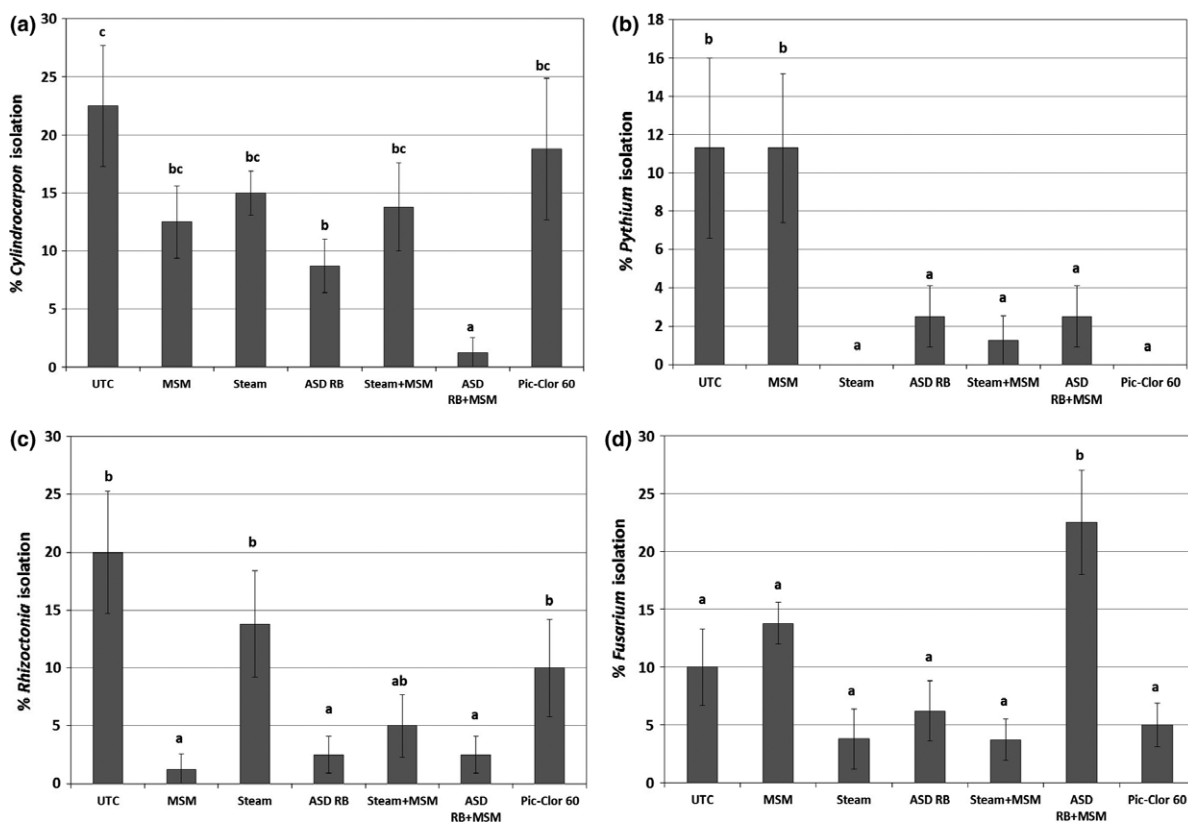 (a)
% Cylindrocarpon isolation
30
25
20
15
10
5
0
c
bc
bc
b
bc
a
bc
UTC
MSM
Steam
ASD RB
Steam+MSM
ASD
RB+MSM
Pic-Clor 60
(b)
% Pythium isolation
18
16
14
12
10
8
6
4
2
0
b
b
a
a
a
a
a
UTC
MSM
Steam
ASD RB
Steam+MSM
ASD
RB+MSM
Pic-Clor 60
(c)
% Rhizoctonia isolation
30
25
20
15
10
5
0
b
a
b
a
ab
a
b
UTC
MSM
Steam
ASD RB
Steam+MSM
ASD
RB+MSM
Pic-Clor 60
(d)
% Fusarium isolation
30
25
20
15
10
5
0
a
a
a
a
a
b
a
UTC
MSM
Steam
ASD RB
Steam+MSM
ASD
RB+MSM
Pic-Clor 60